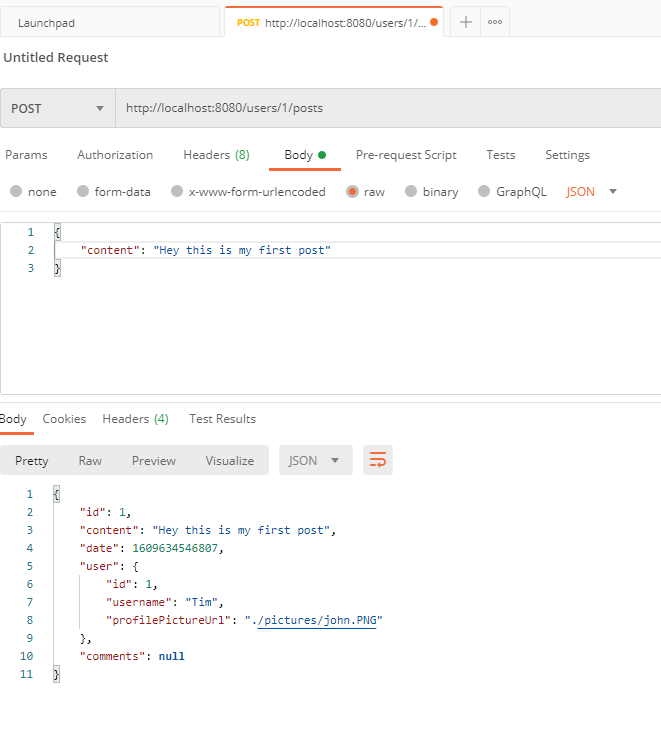 Launchpad
POST http://localhost:8080/users/1/...
Untitled Request
POST http://localhost:8080/users/1/posts
Params Authorization Headers (8) Body Pre-request Script Tests Settings
none form-data x-www-form-urlencoded raw binary GraphQL JSON
1 {
2 "content": "Hey this is my first post"
3 }
Body Cookies Headers (4) Test Results
Pretty Raw Preview Visualize JSON
1 {
2 "id": 1,
3 "content": "Hey this is my first post",
4 "date": 1609634546807,
5 "user": {
6 "id": 1,
7 "username": "Tim",
8 "profilePictureUrl": "./pictures/john.PNG"
9 },
10 "comments": null
11 }